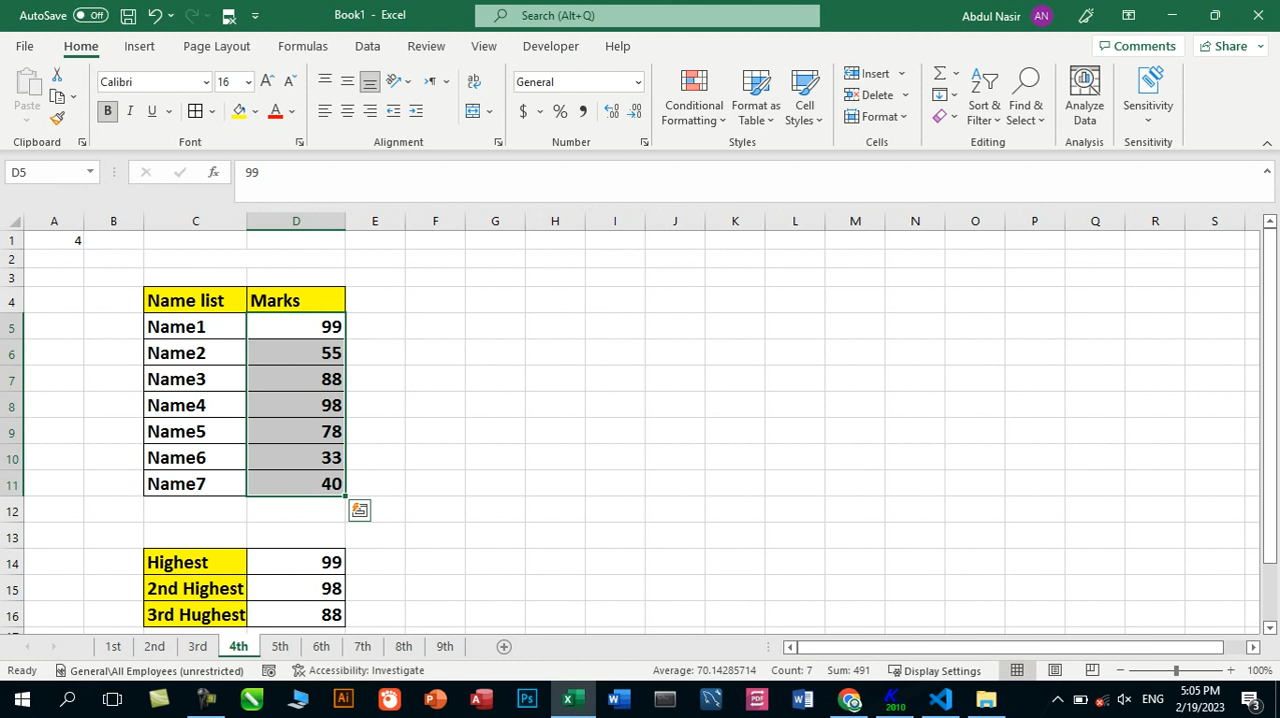 AutoSave Off Book1 - Excel Search (Alt+Q) Abdul Nasir AN
File Home Insert Page Layout Formulas Data Review View Developer Help Comments Share
Paste Calibri 16 General Conditional Formatting Format as Table Cell Styles Insert Delete Format Sort & Filter Find & Select Analyze Data Sensitivity
Clipboard Font Alignment Number Styles Cells Editing Analysis Sensitivity
D5 fx 99
A B C D E F G H I J K L M N O P Q R S
1 4
2
3
4 Name list Marks
5 Name1 99
6 Name2 55
7 Name3 88
8 Name4 98
9 Name5 78
10 Name6 33
11 Name7 40
12
13
14 Highest 99
15 2nd Highest 98
16 3rd Hughest 88
1st 2nd 3rd 4th 5th 6th 7th 8th 9th
Ready General\All Employees (unrestricted) Accessibility: Investigate Average: 70.14285714 Count: 7 Sum: 491 Display Settings 100%
ENG 5:05 PM
2/19/2023